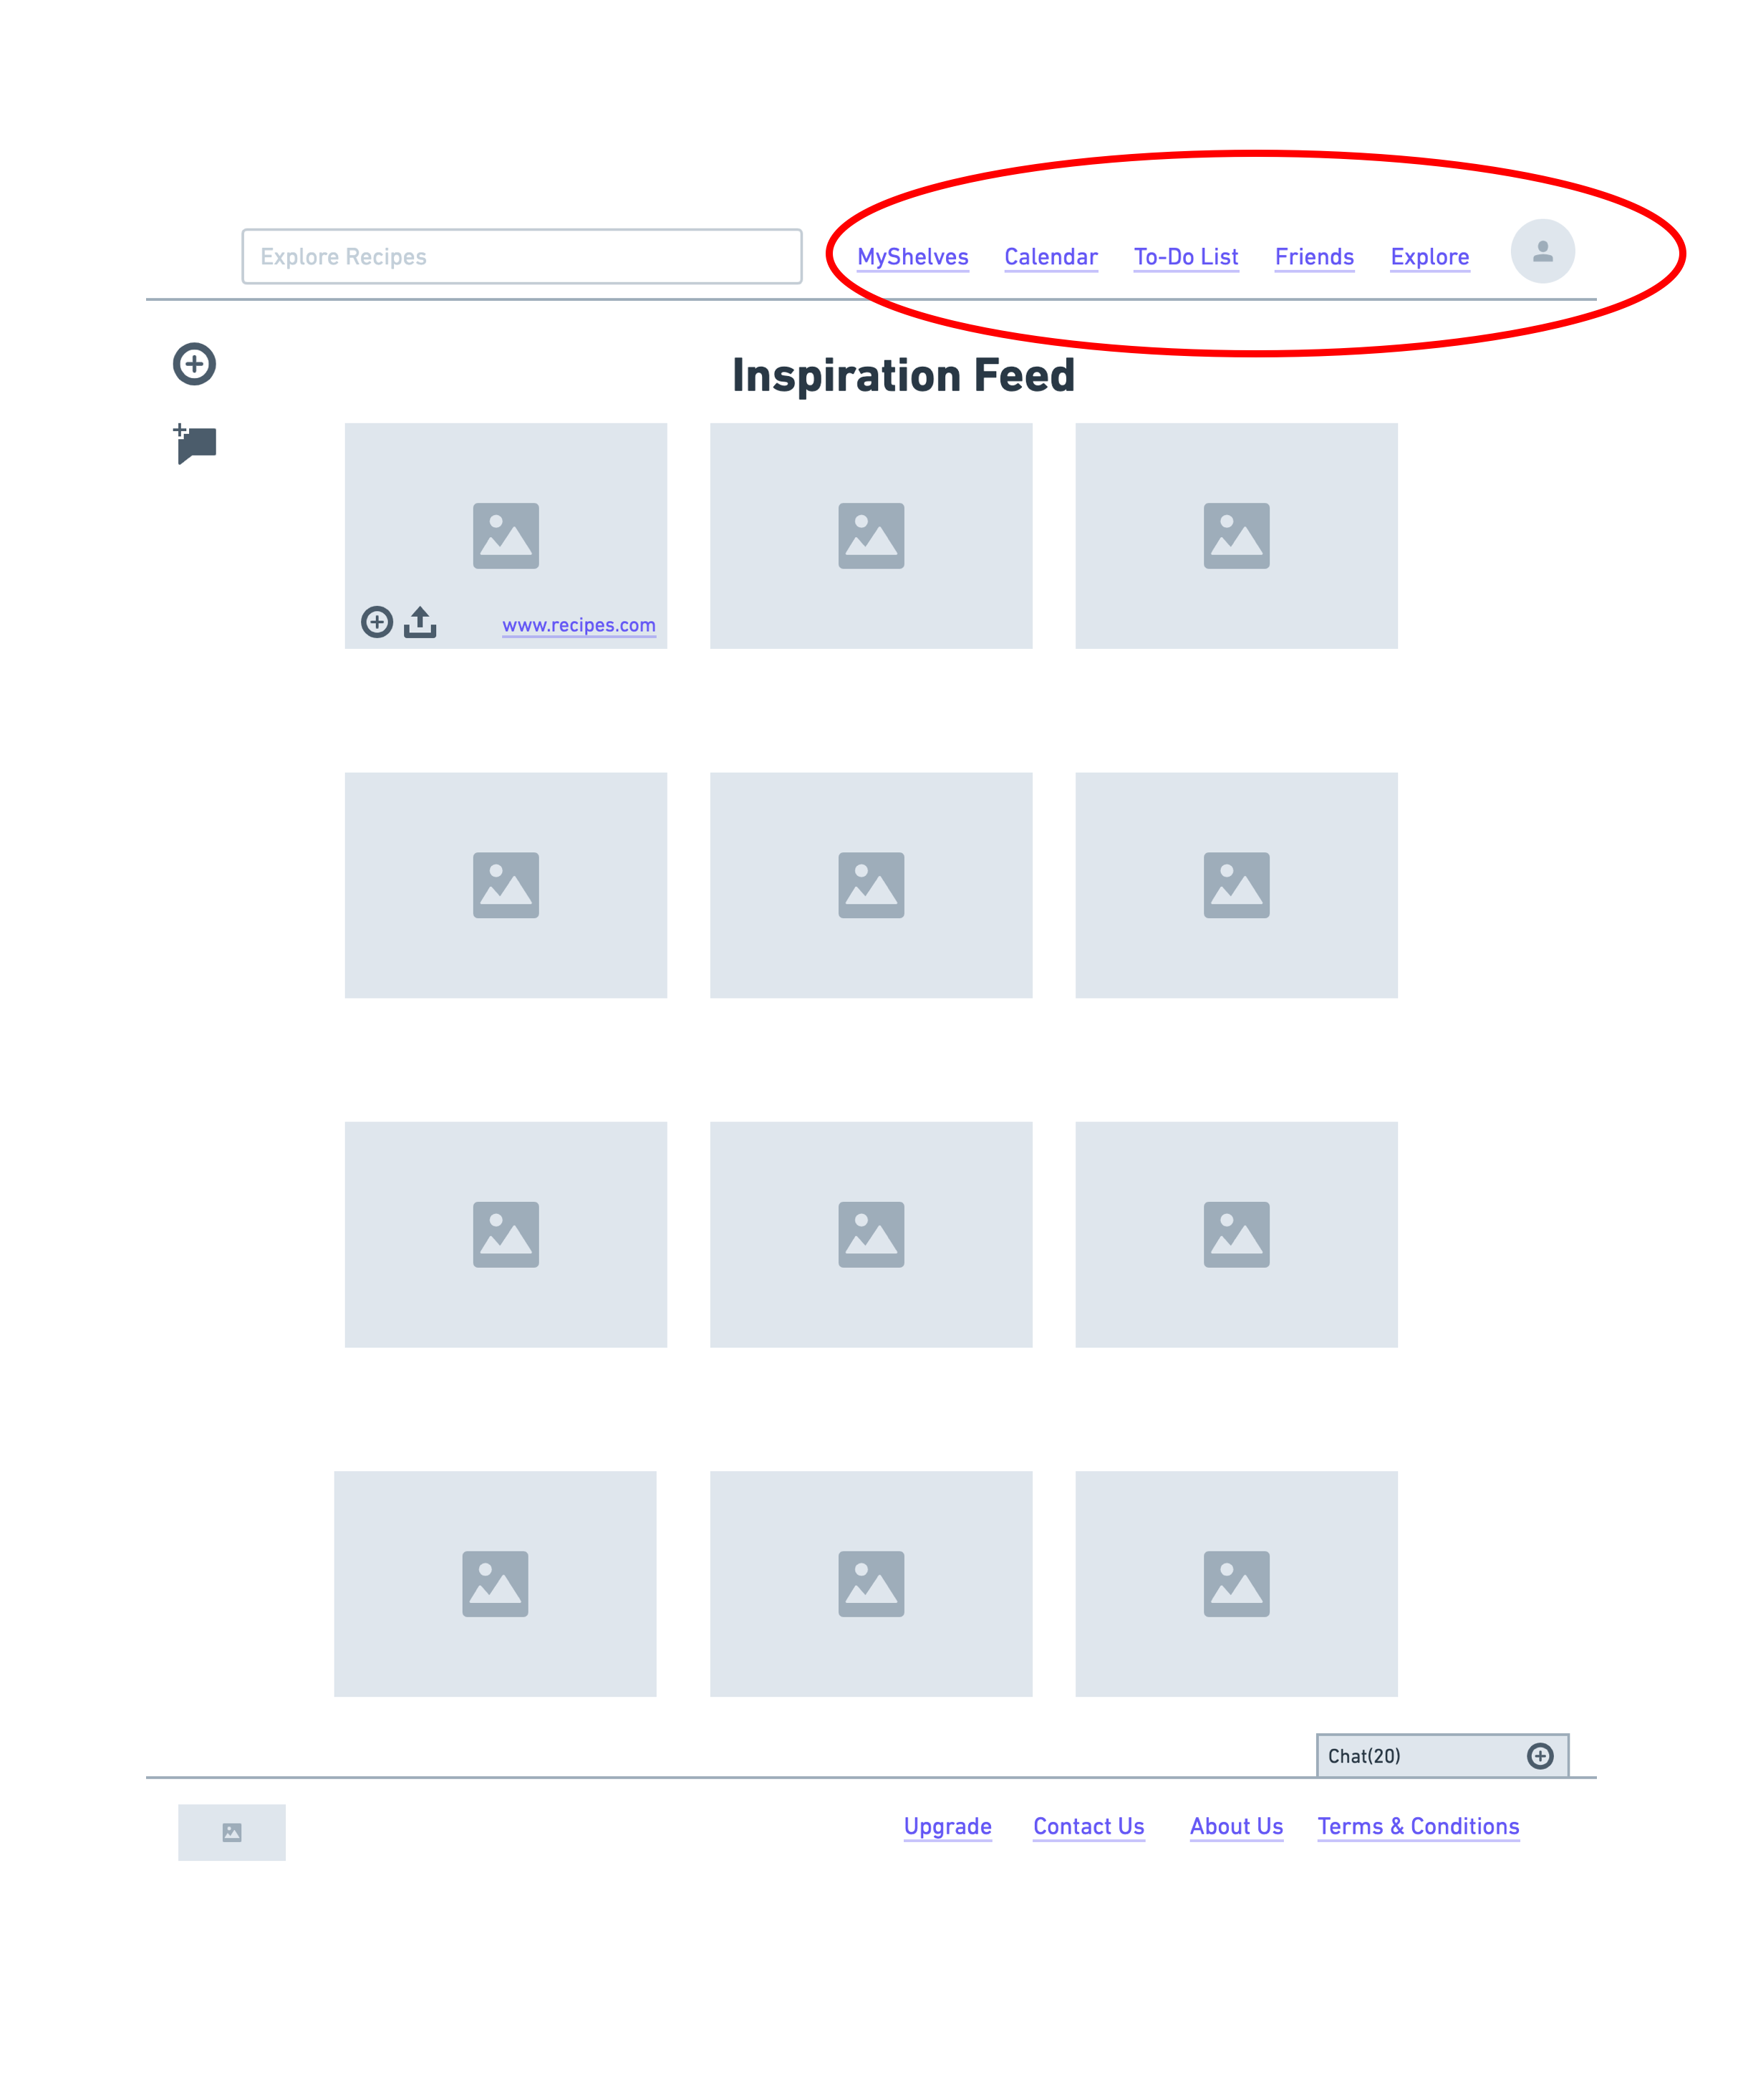 Explore Recipes
MyShelves Calendar To-Do List Friends Explore
Inspiration Feed
www.recipes.com
Chat(20)
Upgrade Contact Us About Us Terms & Conditions